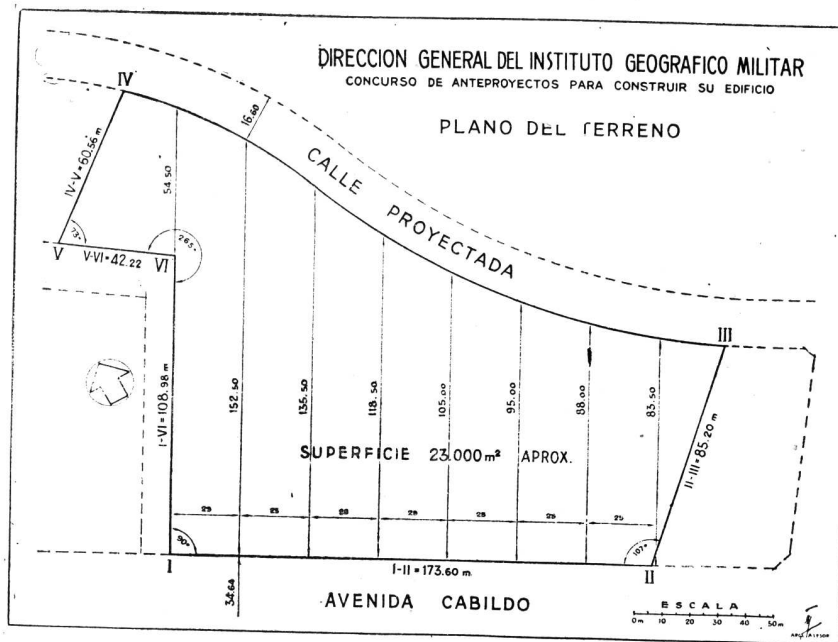 DIRECCION GENERAL DEL INSTITUTO GEOGRAFICO MILITAR
CONCURSO DE ANTEPROYECTOS PARA CONSTRUIR SU EDIFICIO
PLANO DEL TERRENO
IV
16.60
CALLE PROYECTADA
IV-V=60.56 m
54.50
73°
265°
V
V-VI=42.22
VI
III
I-VI=108.98 m
152.50
135.50
118.50
105.00
95.00
88.00
83.50
II-III=85.20 m
SUPERFICIE 23.000 m² APROX.
25
25
25
25
25
25
90°
107°
I
I-II=173.60 m.
II
34.64
AVENIDA CABILDO
ESCALA
0m 10 20 30 40 50m